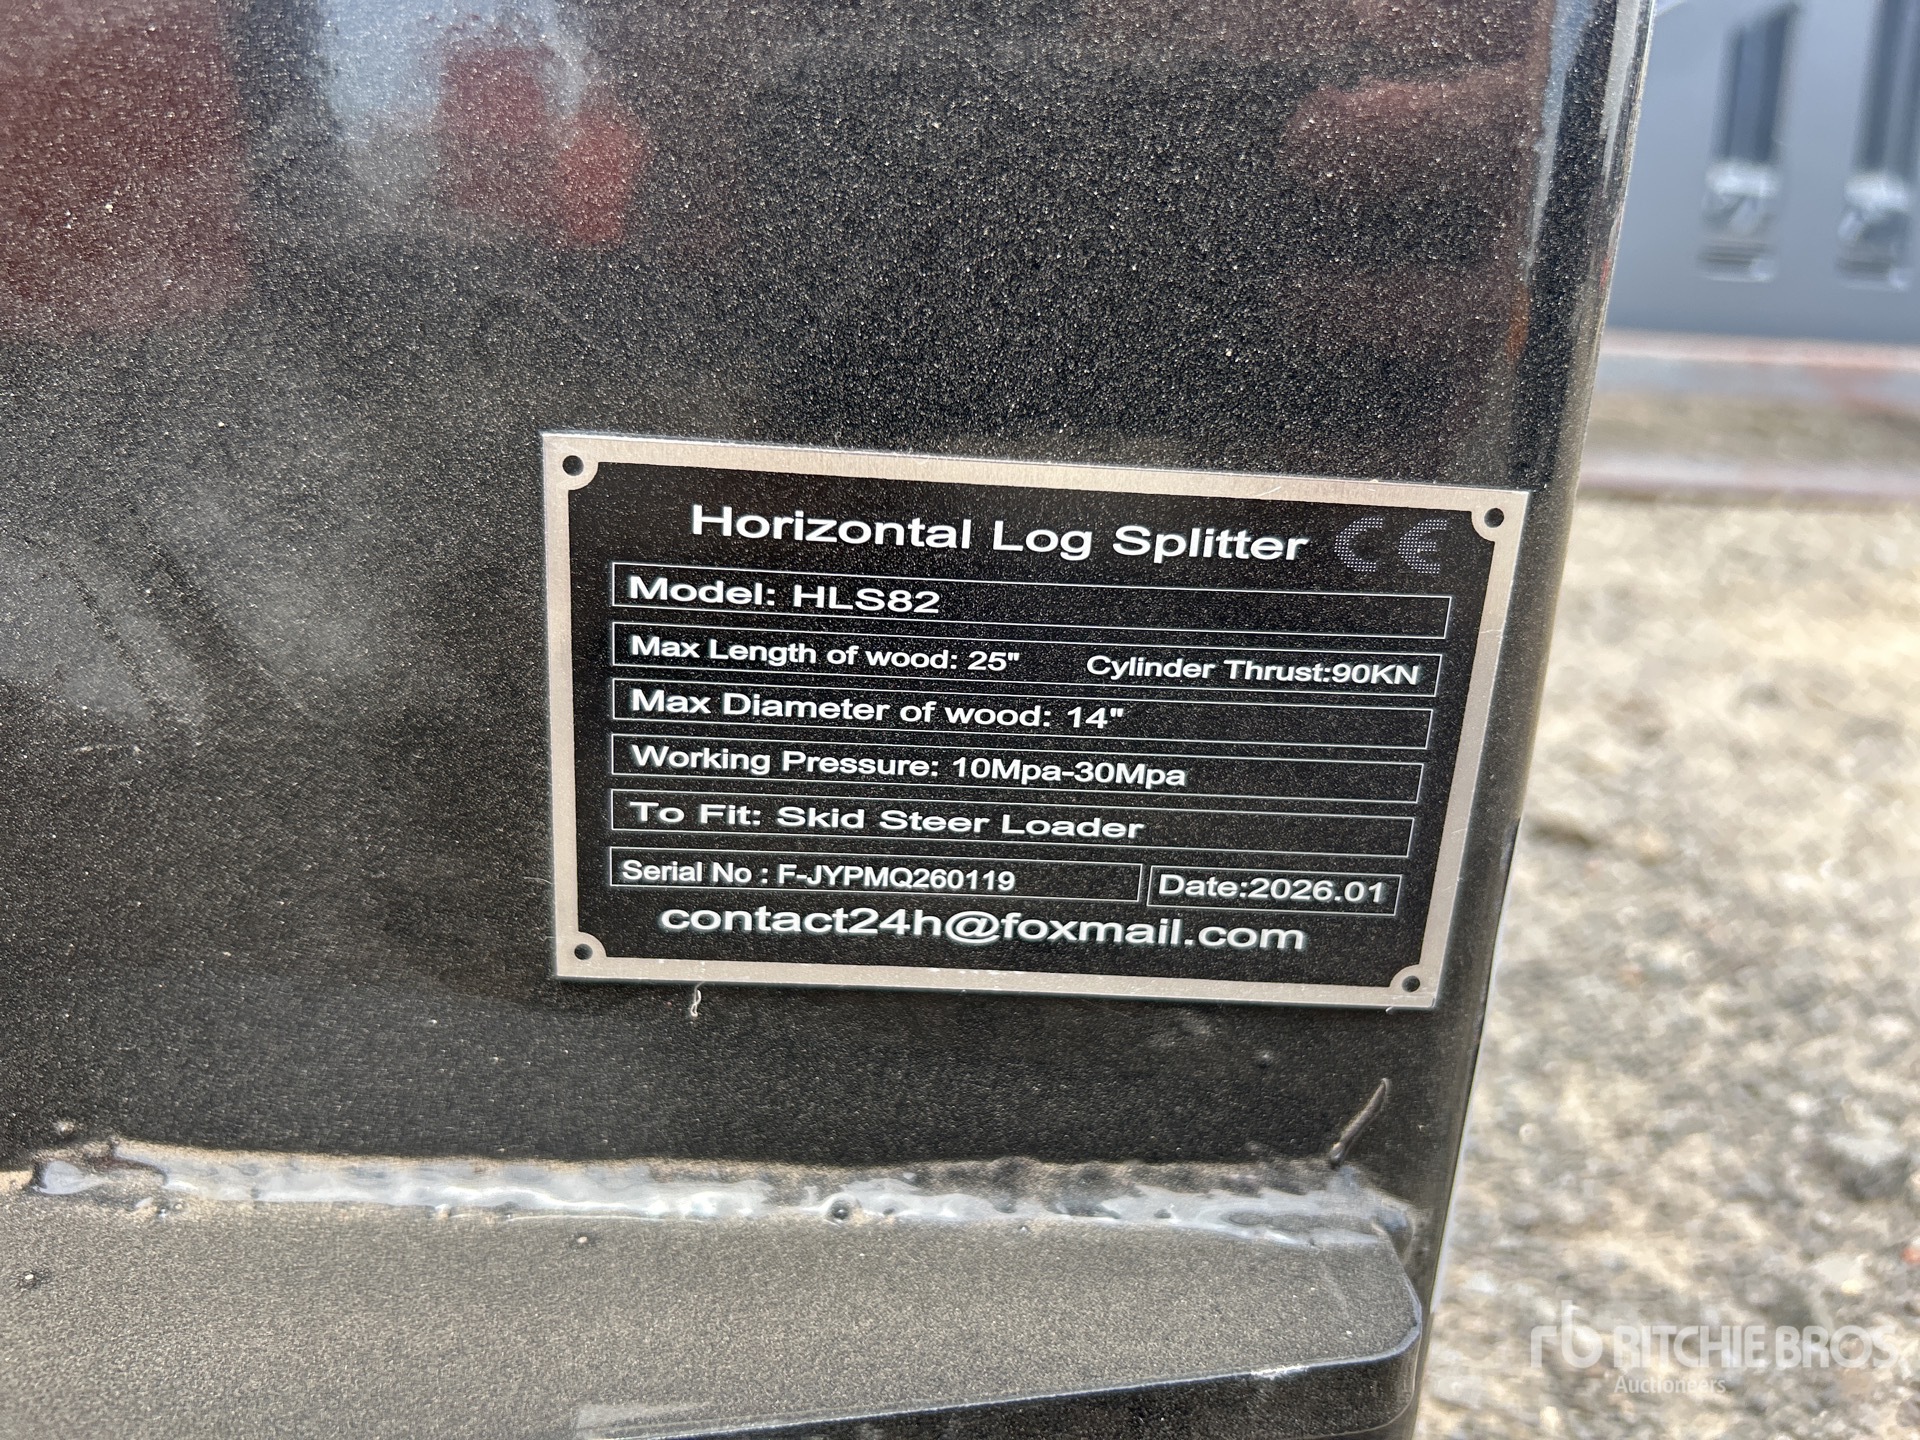 Horizontal Log Splitter CE
Model: HLS82
Max Length of wood: 25" Cylinder Thrust:90KN
Max Diameter of wood: 14"
Working Pressure: 10Mpa-30Mpa
To Fit: Skid Steer Loader
Serial No : F-JYPMQ260119 Date:2026.01
contact24h@foxmail.com
rb RITCHIE BROS
Auctioneers